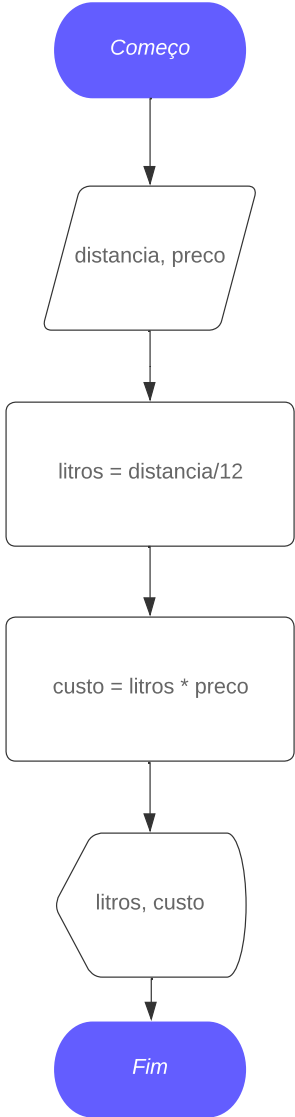 Começo
distancia, preco
litros = distancia/12
custo = litros * preco
litros, custo
Fim